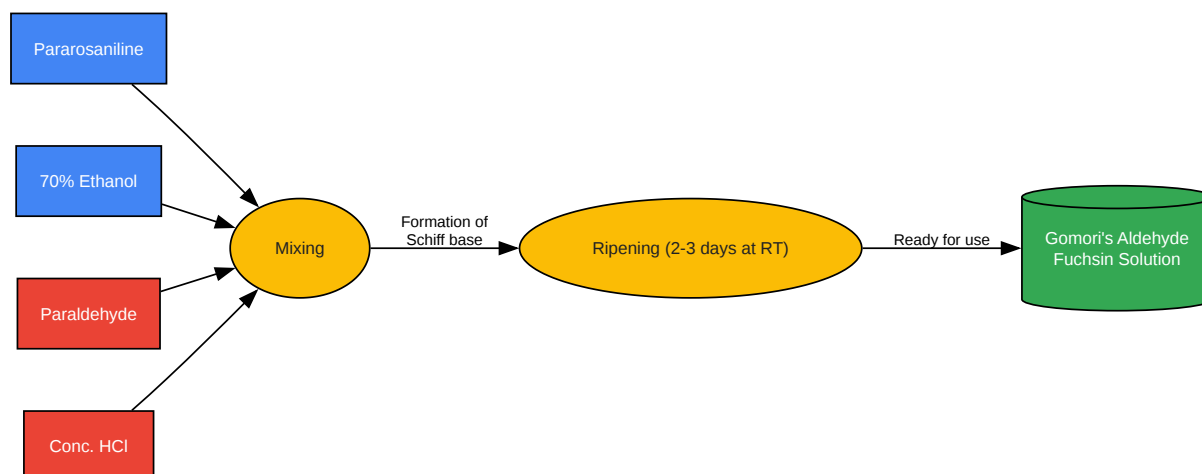 Pararosaniline
70% Ethanol
Paraldehyde
Conc. HCl
Mixing
Formation of
Schiff base
Ripening (2-3 days at RT)
Ready for use
Gomori's Aldehyde
Fuchsin Solution